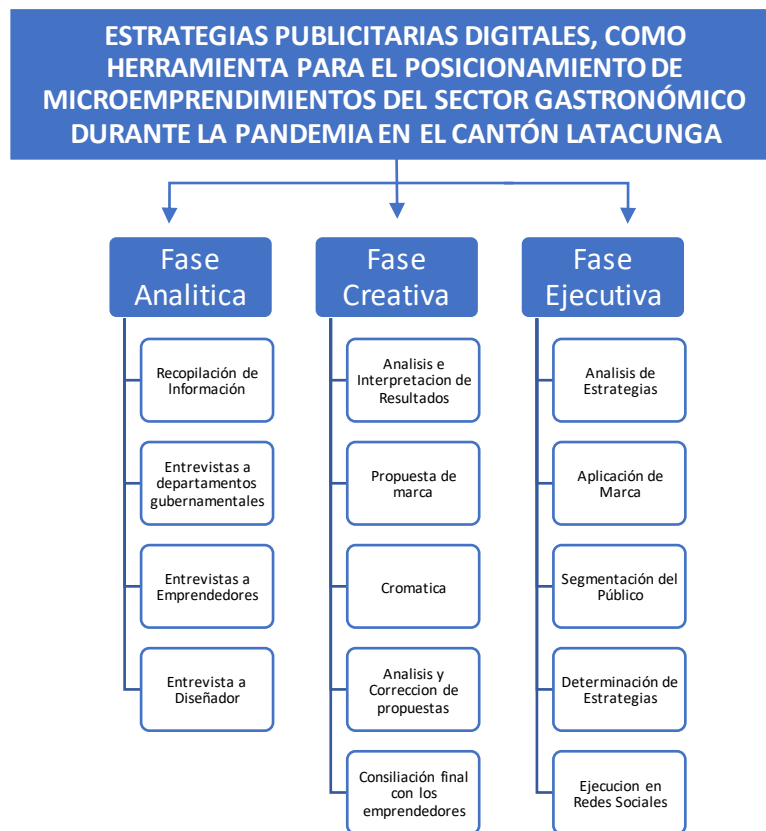 ESTRATEGIAS PUBLICITARIAS DIGITALES, COMO
HERRAMIENTA PARA EL POSICIONAMIENTO DE
MICROEMPRENDIMIENTOS DEL SECTOR GASTRONÓMICO
DURANTE LA PANDEMIA EN EL CANTÓN LATACUNGA
Fase
Analitica
Recopilación de
Información
Entrevistas a
departamentos
gubernamentales
Entrevistas a
Emprendedores
Entrevista a
Diseñador
Fase
Creativa
Analisis e
Interpretacion de
Resultados
Propuesta de
marca
Cromatica
Analisis y
Correccion de
propuestas
Consiliación final
con los
emprendedores
Fase
Ejecutiva
Analisis de
Estrategias
Aplicación de
Marca
Segmentación del
Público
Determinación de
Estrategias
Ejecucion en
Redes Sociales